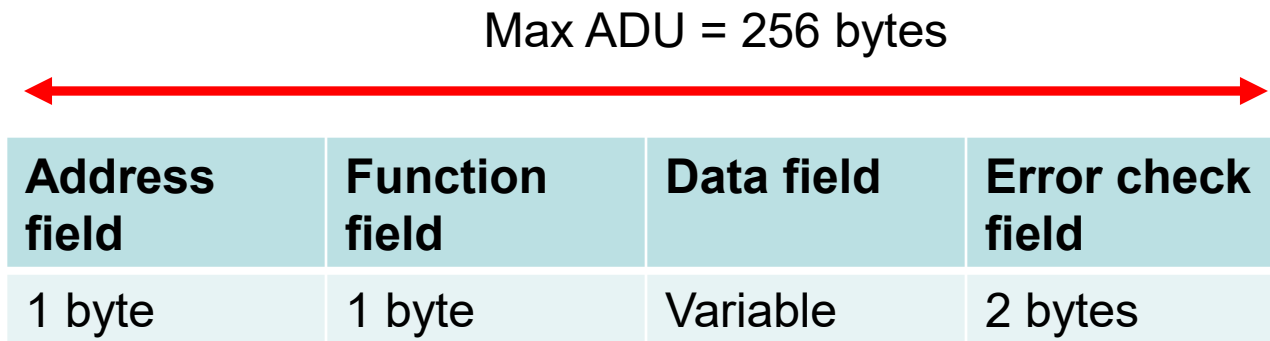 Max ADU = 256 bytes
Address field
Function field
Data field
Error check field
1 byte
1 byte
Variable
2 bytes